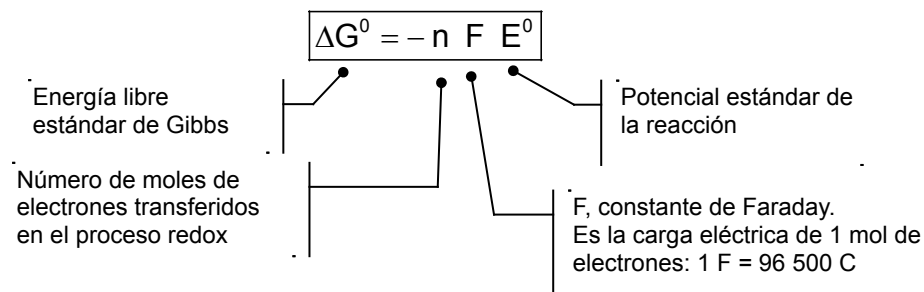 ΔG⁰ = − n F E⁰
Energía libre
estándar de Gibbs
Potencial estándar de
la reacción
Número de moles de
electrones transferidos
en el proceso redox
F, constante de Faraday.
Es la carga eléctrica de 1 mol de
electrones: 1 F = 96 500 C